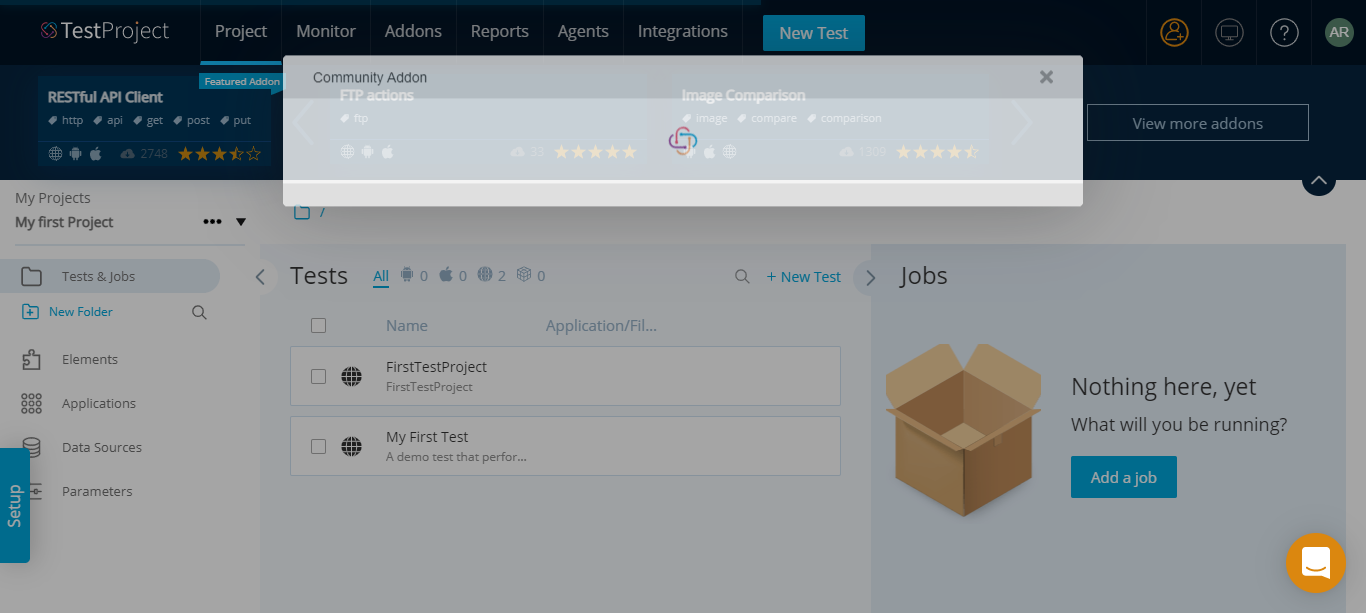 TestProject
Project
Monitor
Addons
Reports
Agents
Integrations
New Test
?
AR
Featured Addon
RESTful API Client
http api get post put
2748
Community Addon
FTP actions
ftp
33
Image Comparison
image compare comparison
1309
View more addons
My Projects
My first Project
/
Tests & Jobs
New Folder
Elements
Applications
Data Sources
Parameters
Setup
Tests
All 0 0 2 0
+ New Test
Name Application/Fil...
FirstTestProject
FirstTestProject
My First Test
A demo test that perfor...
Jobs
Nothing here, yet
What will you be running?
Add a job